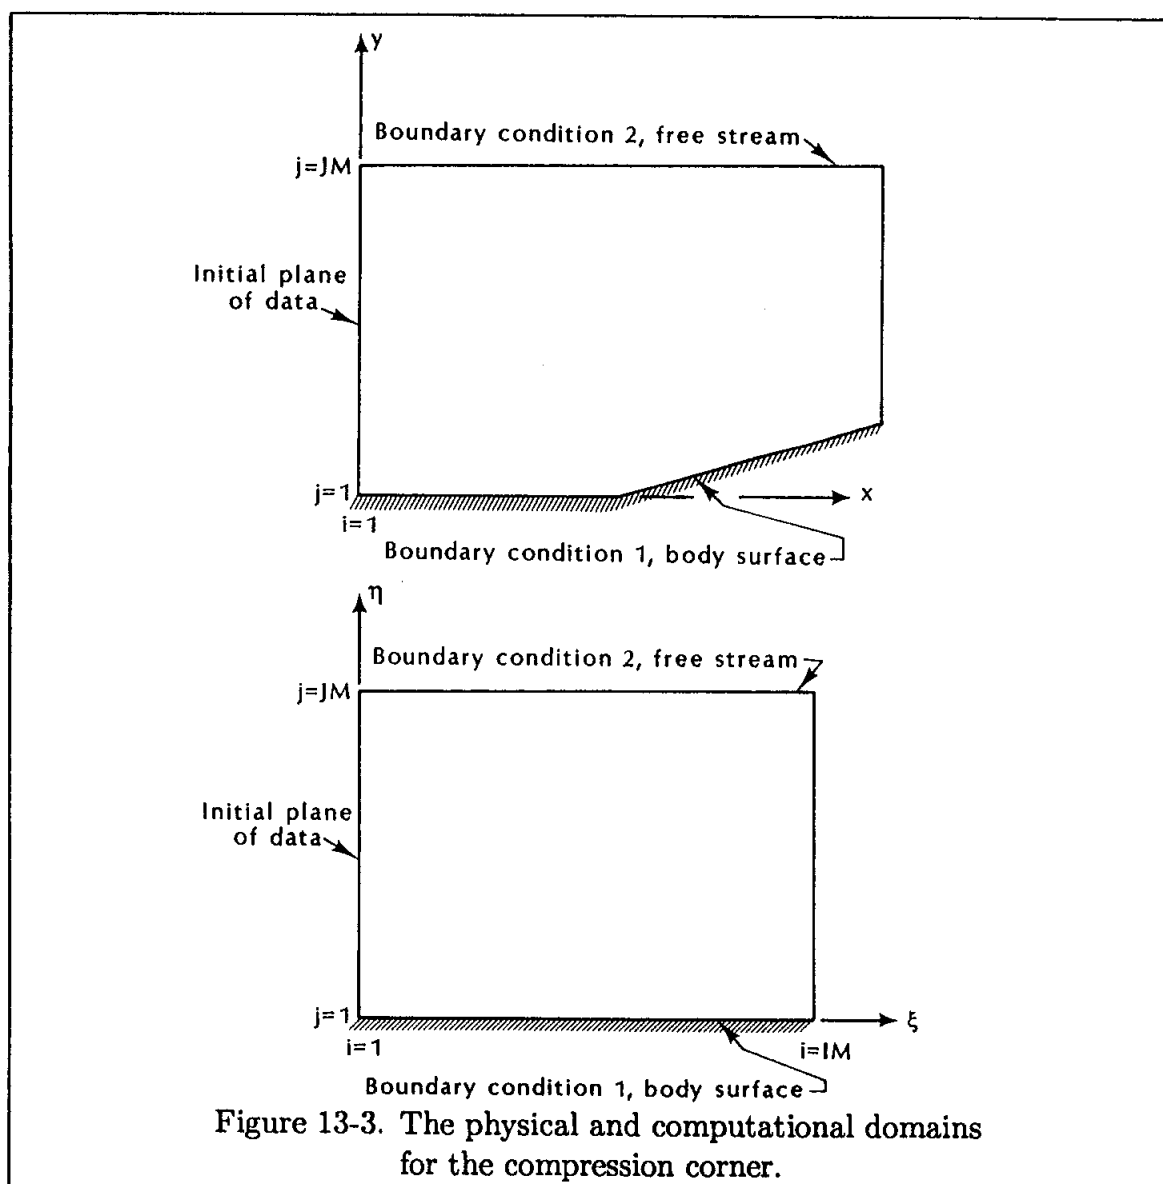 y
Boundary condition 2, free stream
j=JM
Initial plane
of data
j=1
x
i=1
Boundary condition 1, body surface
η
Boundary condition 2, free stream
j=JM
Initial plane
of data
j=1
ξ
i=1
i=IM
Boundary condition 1, body surface
Figure 13-3. The physical and computational domains
for the compression corner.